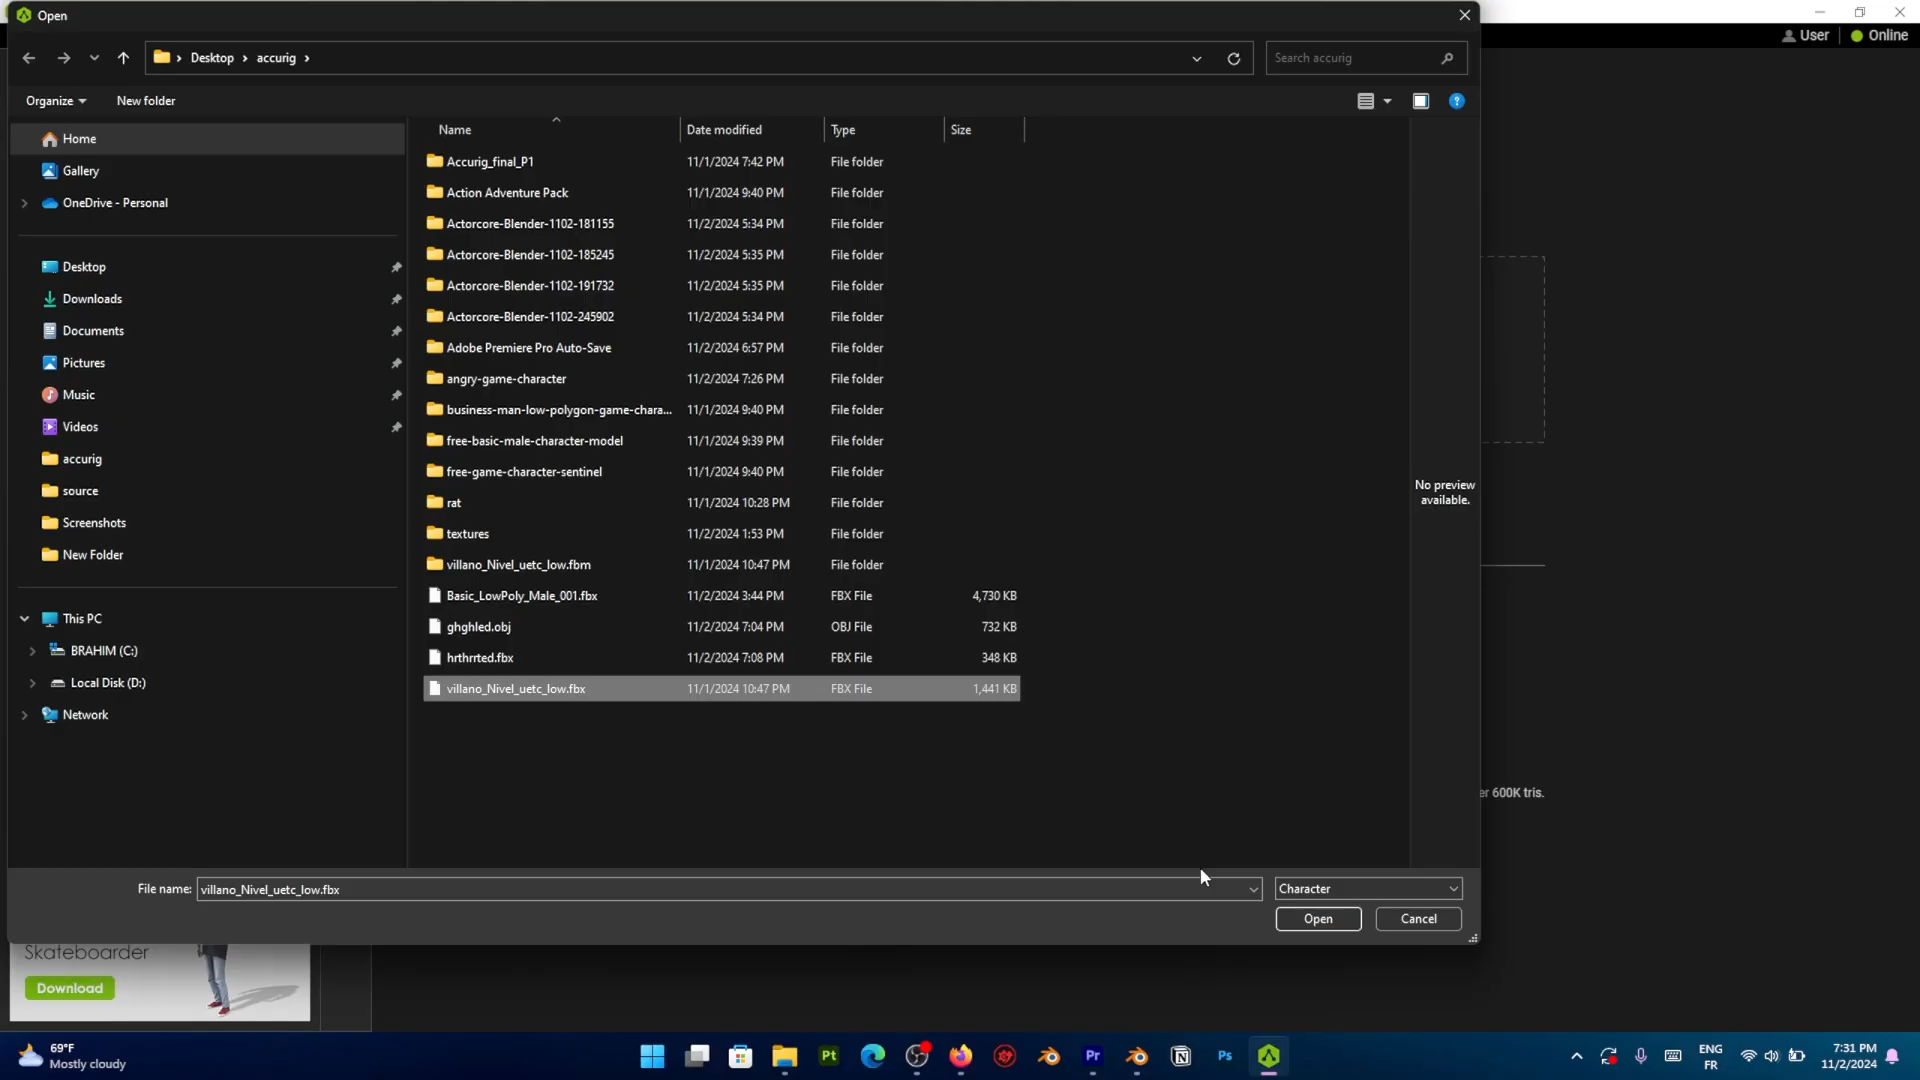 Open
User
Online
Desktop
accurig
Search accurig
Organize
New folder
Name
Date modified
Type
Size
Home
Gallery
OneDrive - Personal
Desktop
Downloads
Documents
Pictures
Music
Videos
accurig
source
Screenshots
New Folder
This PC
BRAHIM (C:)
Local Disk (D:)
Network
Accurig_final_P1 11/1/2024 7:42 PM File folder
Action Adventure Pack 11/1/2024 9:40 PM File folder
Actorcore-Blender-1102-181155 11/2/2024 5:34 PM File folder
Actorcore-Blender-1102-185245 11/2/2024 5:35 PM File folder
Actorcore-Blender-1102-191732 11/2/2024 5:35 PM File folder
Actorcore-Blender-1102-245902 11/2/2024 5:34 PM File folder
Adobe Premiere Pro Auto-Save 11/2/2024 6:57 PM File folder
angry-game-character 11/2/2024 7:26 PM File folder
business-man-low-polygon-game-chara... 11/1/2024 9:40 PM File folder
free-basic-male-character-model 11/1/2024 9:39 PM File folder
free-game-character-sentinel 11/1/2024 9:40 PM File folder
rat 11/1/2024 10:28 PM File folder
textures 11/2/2024 1:53 PM File folder
villano_Nivel_uetc_low.fbm 11/1/2024 10:47 PM File folder
Basic_LowPoly_Male_001.fbx 11/2/2024 3:44 PM FBX File 4,730 KB
ghghled.obj 11/2/2024 7:04 PM OBJ File 732 KB
hrthrrted.fbx 11/2/2024 7:08 PM FBX File 348 KB
villano_Nivel_uetc_low.fbx 11/1/2024 10:47 PM FBX File 1,441 KB
No preview
available.
er 600K tris.
File name: villano_Nivel_uetc_low.fbx
Character
Open
Cancel
Skateboarder
Download
69°F
Mostly cloudy
Pt
Pr
Ps
ENG
FR
7:31 PM
11/2/2024